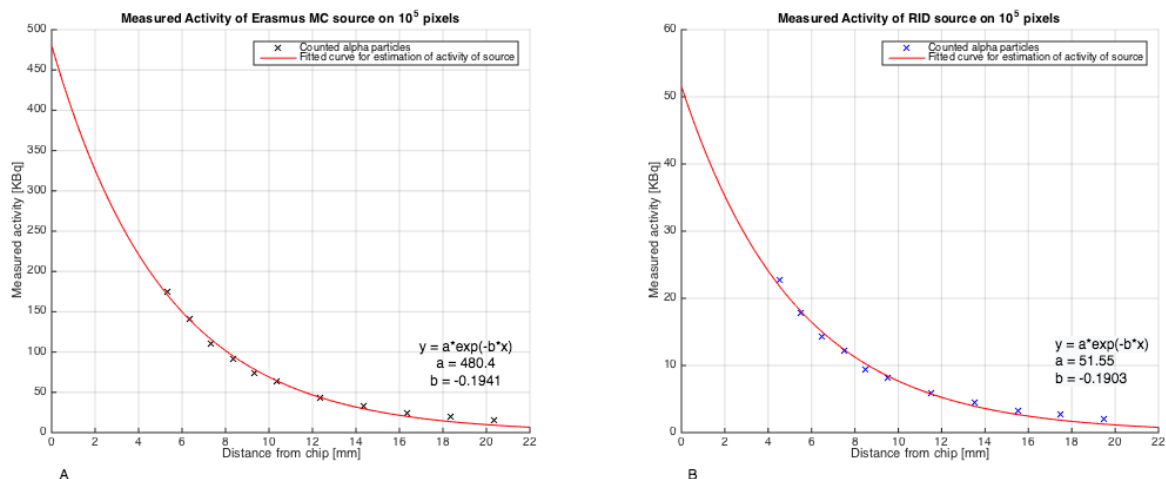 Measured Activity of Erasmus MC source on 10⁵ pixels
500
450
400
350
300
250
200
150
100
50
0
Measured activity [KBq]
Counted alpha particles
Fitted curve for estimation of activity of source
y = a*exp(-b*x)
a = 480.4
b = -0.1941
0 2 4 6 8 10 12 14 16 18 20 22
Distance from chip [mm]
A
Measured Activity of RID source on 10⁵ pixels
60
50
40
30
20
10
0
Measured activity [KBq]
Counted alpha particles
Fitted curve for estimation of activity of source
y = a*exp(-b*x)
a = 51.55
b = -0.1903
0 2 4 6 8 10 12 14 16 18 20 22
Distance from chip [mm]
B